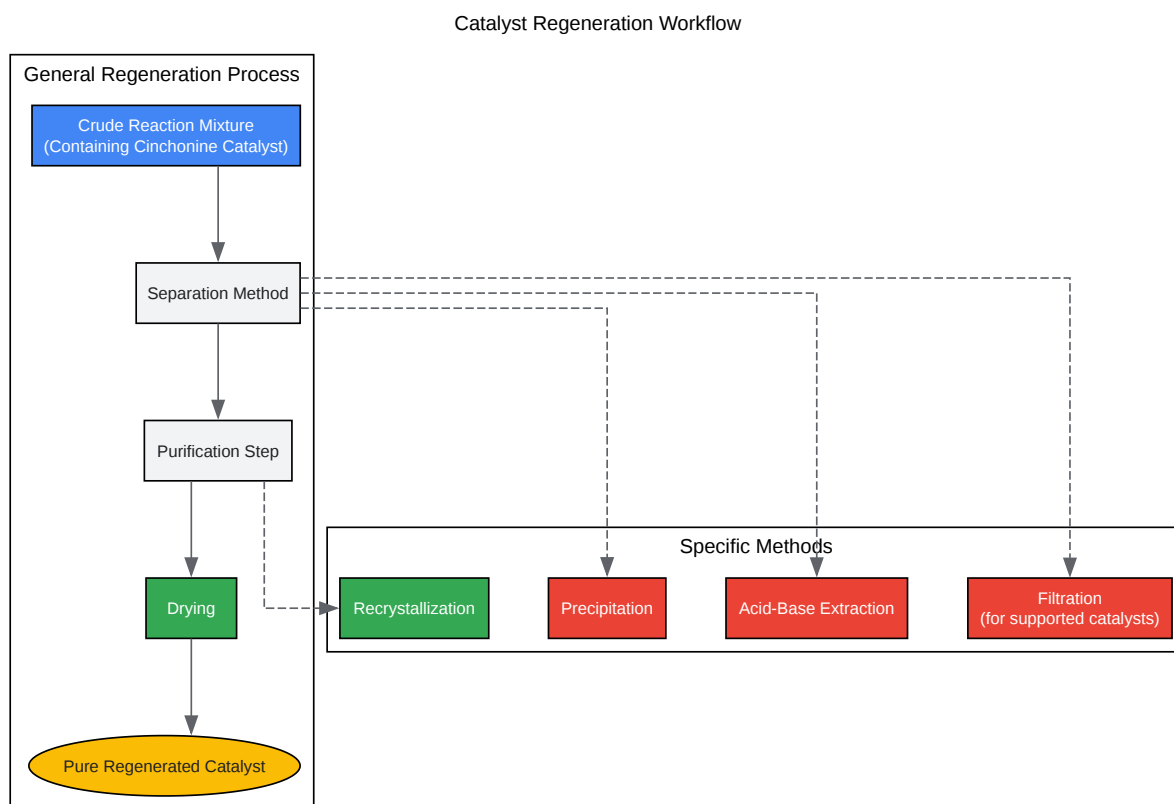 Catalyst Regeneration Workflow
General Regeneration Process
Crude Reaction Mixture
(Containing Cinchonine Catalyst)
Separation Method
Purification Step
Drying
Pure Regenerated Catalyst
Specific Methods
Recrystallization
Precipitation
Acid-Base Extraction
Filtration
(for supported catalysts)